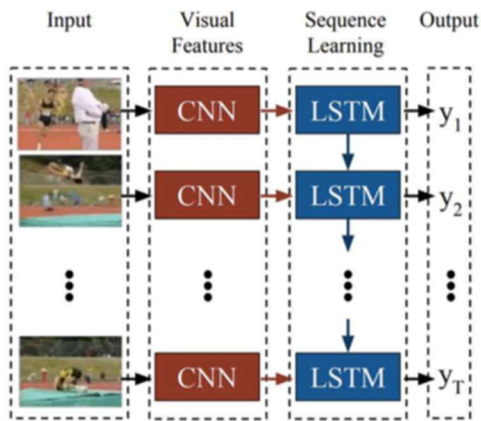 Input
Visual
Features
Sequence
Learning
Output
CNN
LSTM
y1
CNN
LSTM
y2
CNN
LSTM
yT